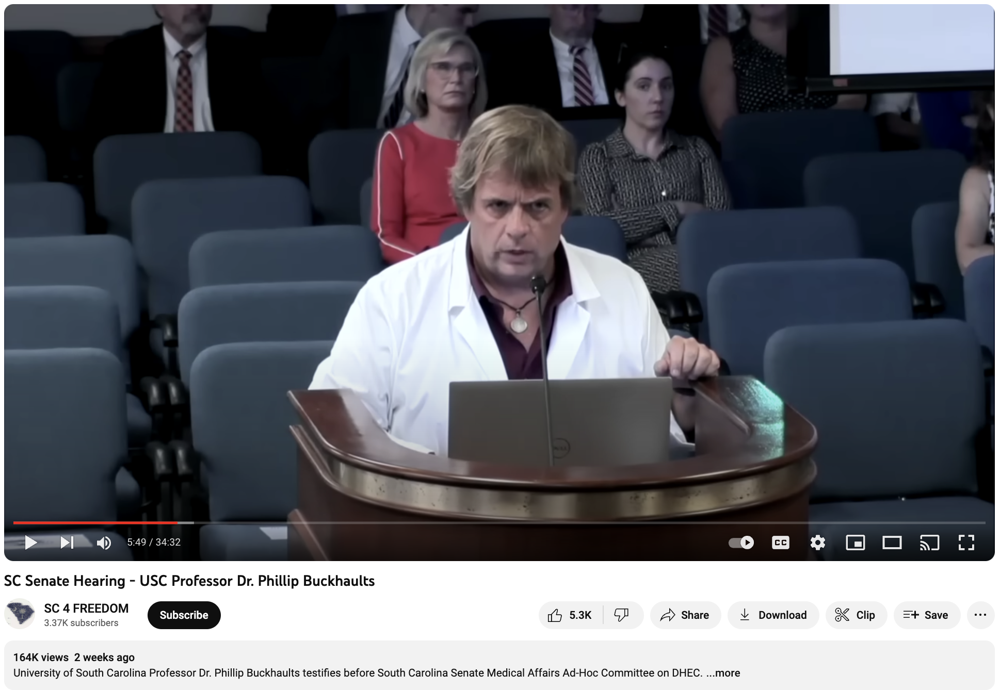 DELL
5:49 / 34:32
CC
SC Senate Hearing - USC Professor Dr. Phillip Buckhaults
SC 4 FREEDOM
3.37K subscribers
Subscribe
5.3K
Share
Download
Clip
Save
164K views 2 weeks ago
University of South Carolina Professor Dr. Phillip Buckhaults testifies before South Carolina Senate Medical Affairs Ad-Hoc Committee on DHEC. ...more